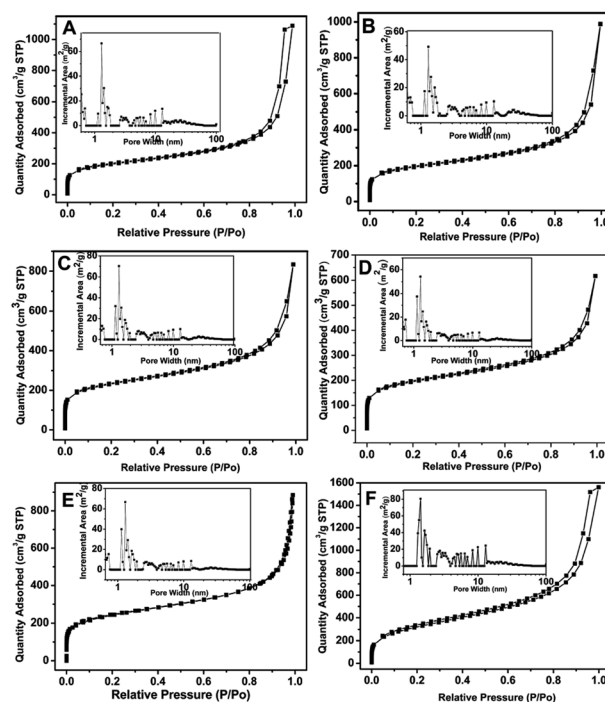 A
Quantity Adsorbed (cm³/g STP)
1000
800
600
400
200
0
0.0 0.2 0.4 0.6 0.8 1.0
Relative Pressure (P/Po)
Incremental Area (m²/g)
60
40
20
0
1 10 100
Pore Width (nm)
B
Quantity Adsorbed (cm³/g STP)
1000
800
600
400
200
0
0.0 0.2 0.4 0.6 0.8 1.0
Relative Pressure (P/Po)
Incremental Area (m²/g)
60
40
20
0
1 10 100
Pore Width (nm)
C
Quantity Adsorbed (cm³/g STP)
800
600
400
200
0
0.0 0.2 0.4 0.6 0.8 1.0
Relative Pressure (P/Po)
Incremental Area (m²/g)
80
60
40
20
0
1 10 100
Pore Width (nm)
D
Quantity Adsorbed (cm³/g STP)
700
600
500
400
300
200
100
0
0.0 0.2 0.4 0.6 0.8 1.0
Relative Pressure (P/Po)
Incremental Area (m²/g)
60
40
20
0
1 10 100
Pore Width (nm)
E
Quantity Adsorbed (cm³/g STP)
800
600
400
200
0
0.0 0.2 0.4 0.6 0.8 1.0
Relative Pressure (P/Po)
Incremental Area (m²/g)
80
60
40
20
0
1 10 100
Pore Width (nm)
F
Quantity Adsorbed (cm³/g STP)
1600
1400
1200
1000
800
600
400
200
0
0.0 0.2 0.4 0.6 0.8 1.0
Relative Pressure (P/Po)
Incremental Area (m²/g)
80
60
40
20
0
1 10 100
Pore Width (nm)